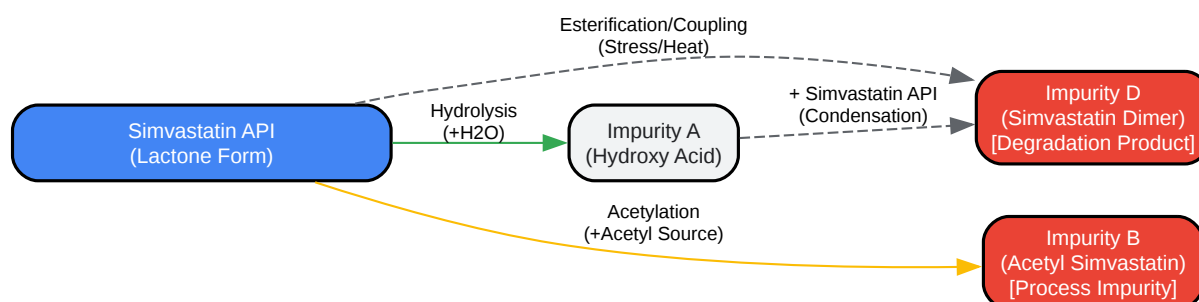 Esterification/Coupling
(Stress/Heat)
Simvastatin API
(Lactone Form)
Hydrolysis
(+H2O)
Impurity A
(Hydroxy Acid)
+ Simvastatin API
(Condensation)
Impurity D
(Simvastatin Dimer)
[Degradation Product]
Acetylation
(+Acetyl Source)
Impurity B
(Acetyl Simvastatin)
[Process Impurity]